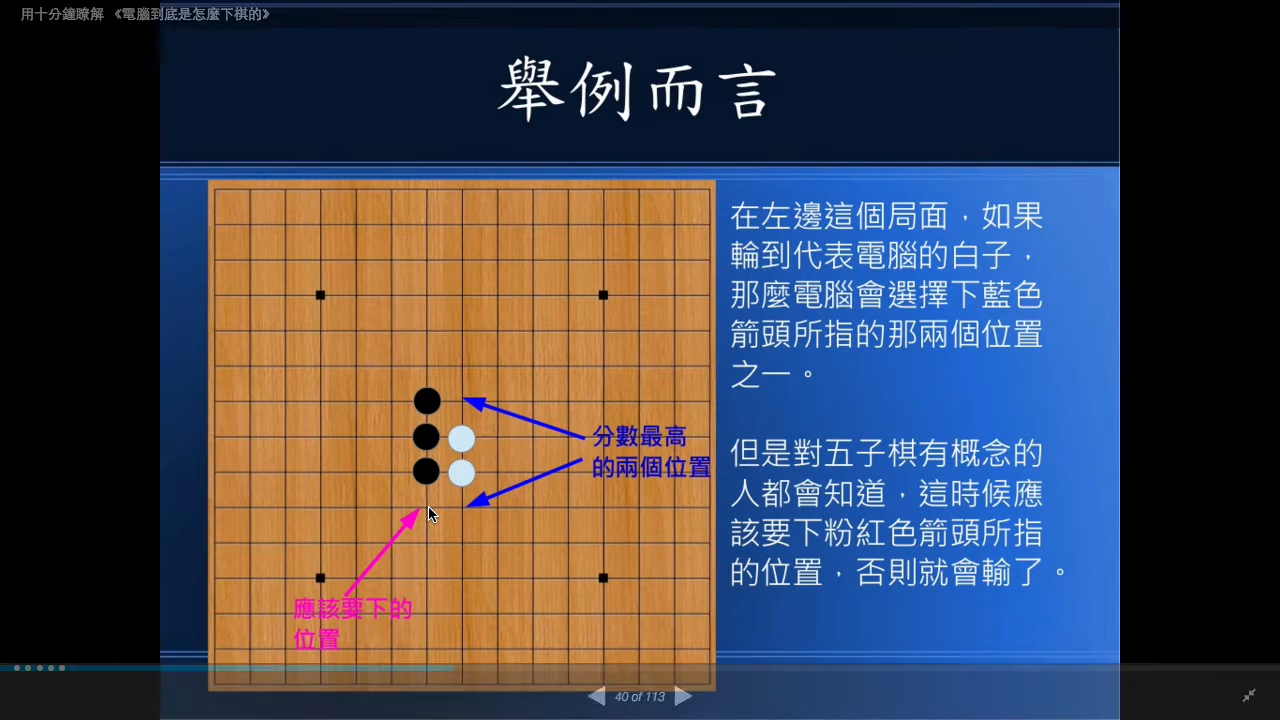 用十分鐘瞭解 《電腦到底是怎麼下棋的》
舉例而言
在左邊這個局面，如果
輪到代表電腦的白子，
那麼電腦會選擇下藍色
箭頭所指的那兩個位置
之一。
但是對五子棋有概念的
人都會知道，這時候應
該要下粉紅色箭頭所指
的位置，否則就會輸了。
分數最高
的兩個位置
應該要下的
位置
40 of 113